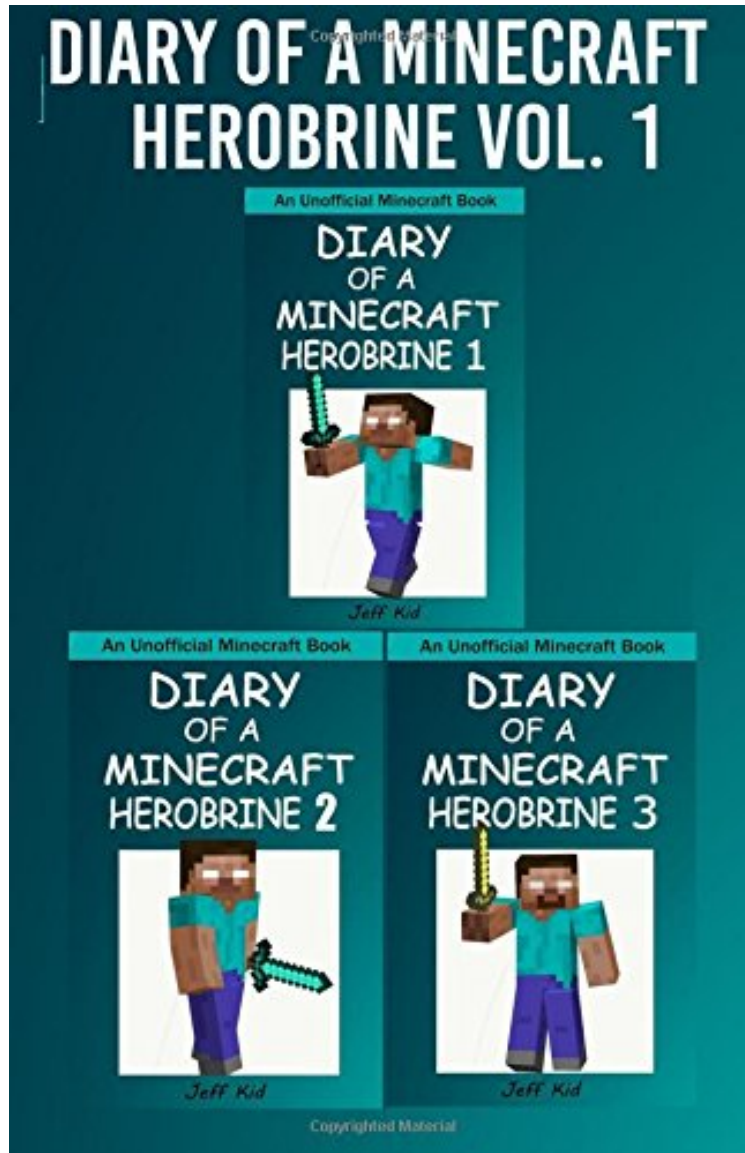 Copyrighted Material
DIARY OF A MINECRAFT
HEROBRINE VOL. 1
An Unofficial Minecraft Book
DIARY
OF A
MINECRAFT
HEROBRINE 1
Jeff Kid
An Unofficial Minecraft Book
DIARY
OF A
MINECRAFT
HEROBRINE 2
Jeff Kid
An Unofficial Minecraft Book
DIARY
OF A
MINECRAFT
HEROBRINE 3
Jeff Kid
Copyrighted Material